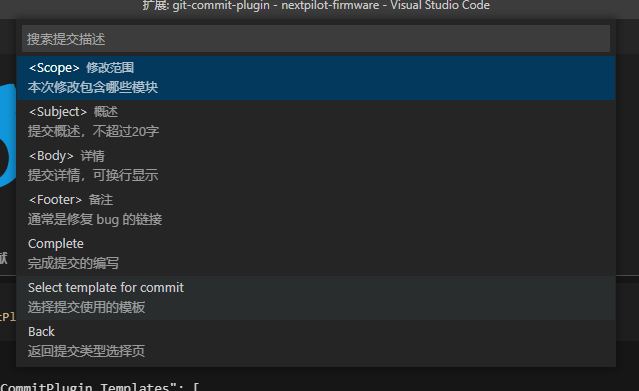 扩展: git-commit-plugin - nextpilot-firmware - Visual Studio Code
搜索提交描述
<Scope> 修改范围
本次修改包含哪些模块
<Subject> 概述
提交概述，不超过20字
<Body> 详情
提交详情，可换行显示
<Footer> 备注
通常是修复 bug 的链接
Complete
完成提交的编写
献
Select template for commit
选择提交使用的模板
tPl
Back
返回提交类型选择页
CommitPlugin.Templates": [